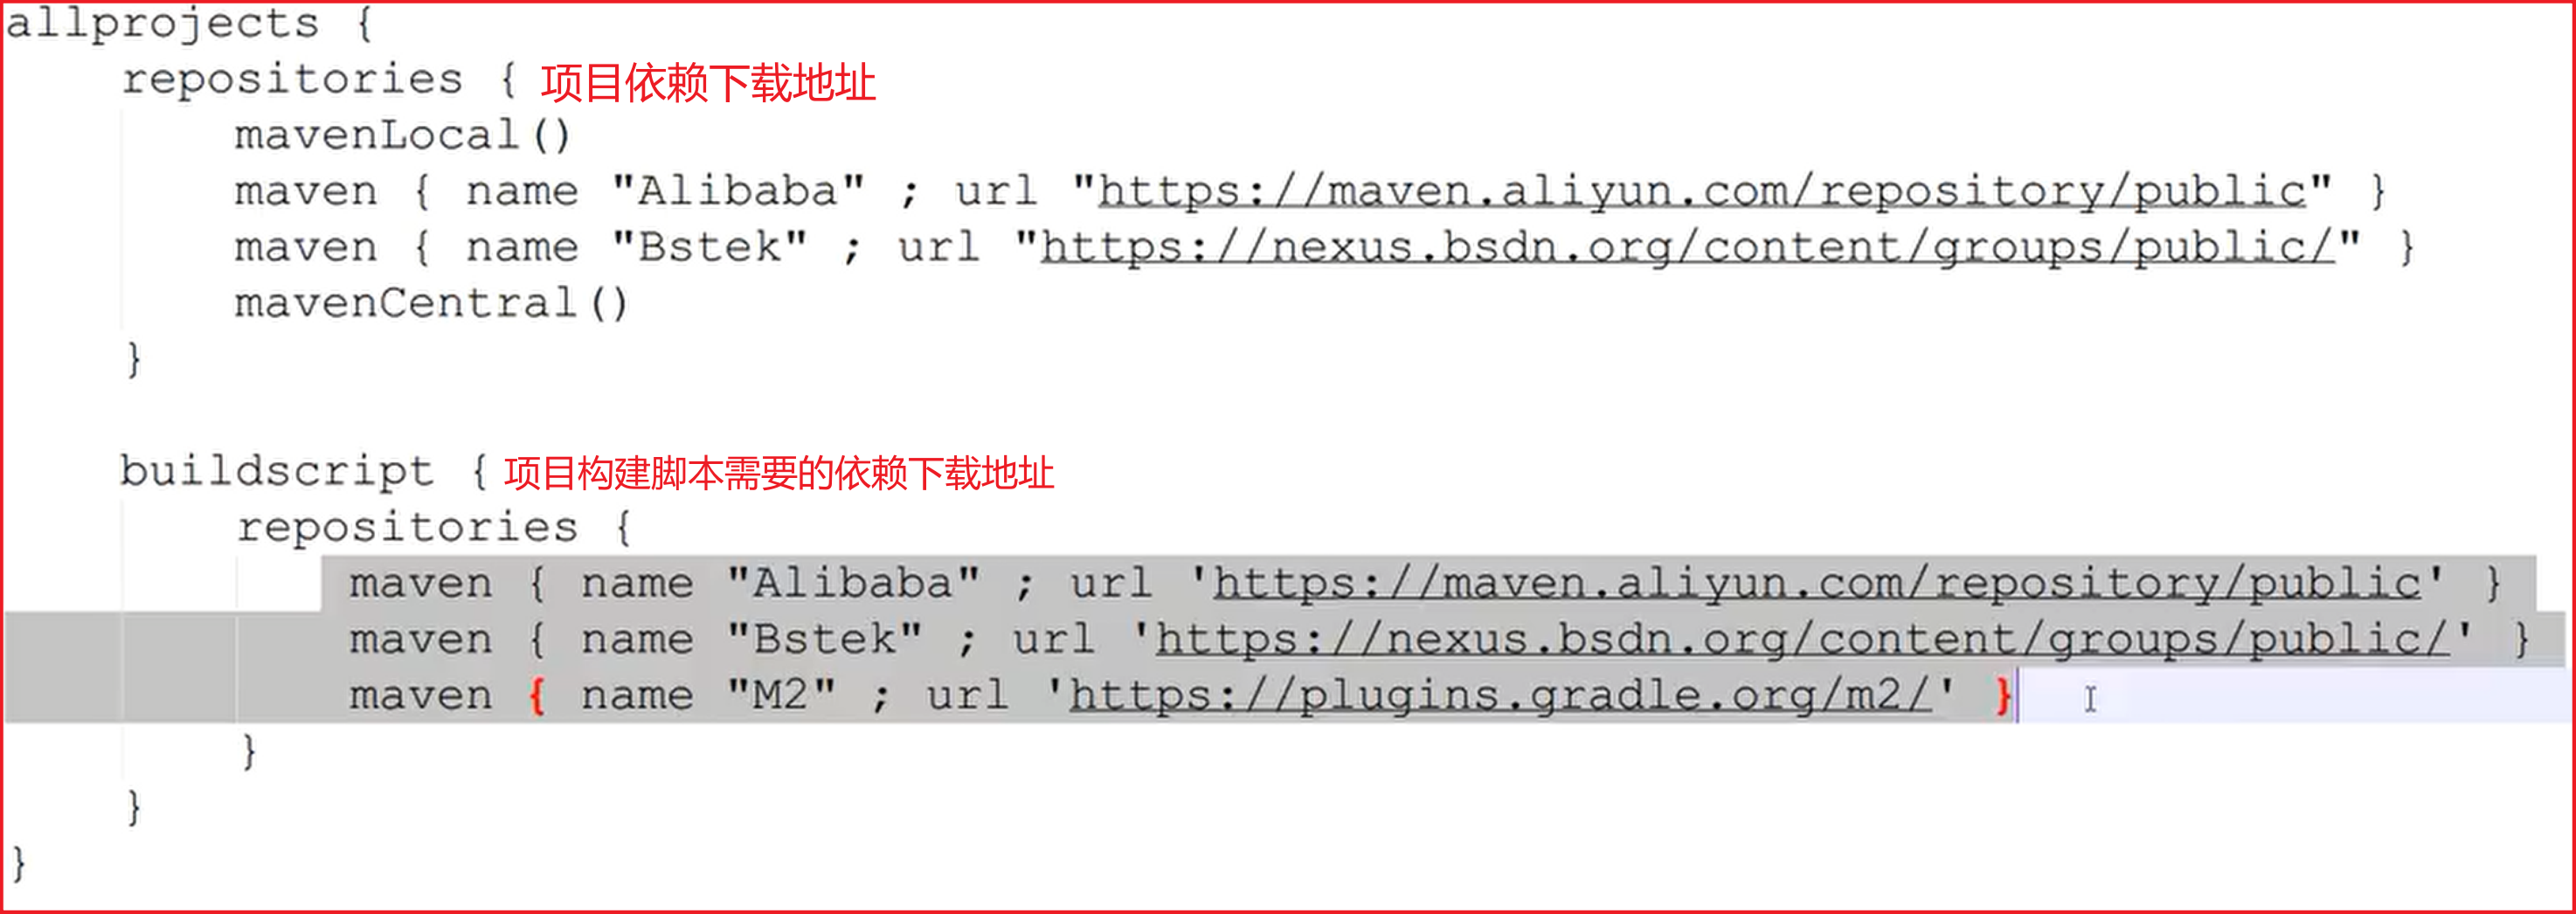 allprojects {
repositories { 项目依赖下载地址
mavenLocal()
maven { name "Alibaba" ; url "https://maven.aliyun.com/repository/public" }
maven { name "Bstek" ; url "https://nexus.bsdn.org/content/groups/public/" }
mavenCentral()
}
buildscript { 项目构建脚本需要的依赖下载地址
repositories {
maven { name "Alibaba" ; url 'https://maven.aliyun.com/repository/public' }
maven { name "Bstek" ; url 'https://nexus.bsdn.org/content/groups/public/' }
maven { name "M2" ; url 'https://plugins.gradle.org/m2/' }
}
}
}